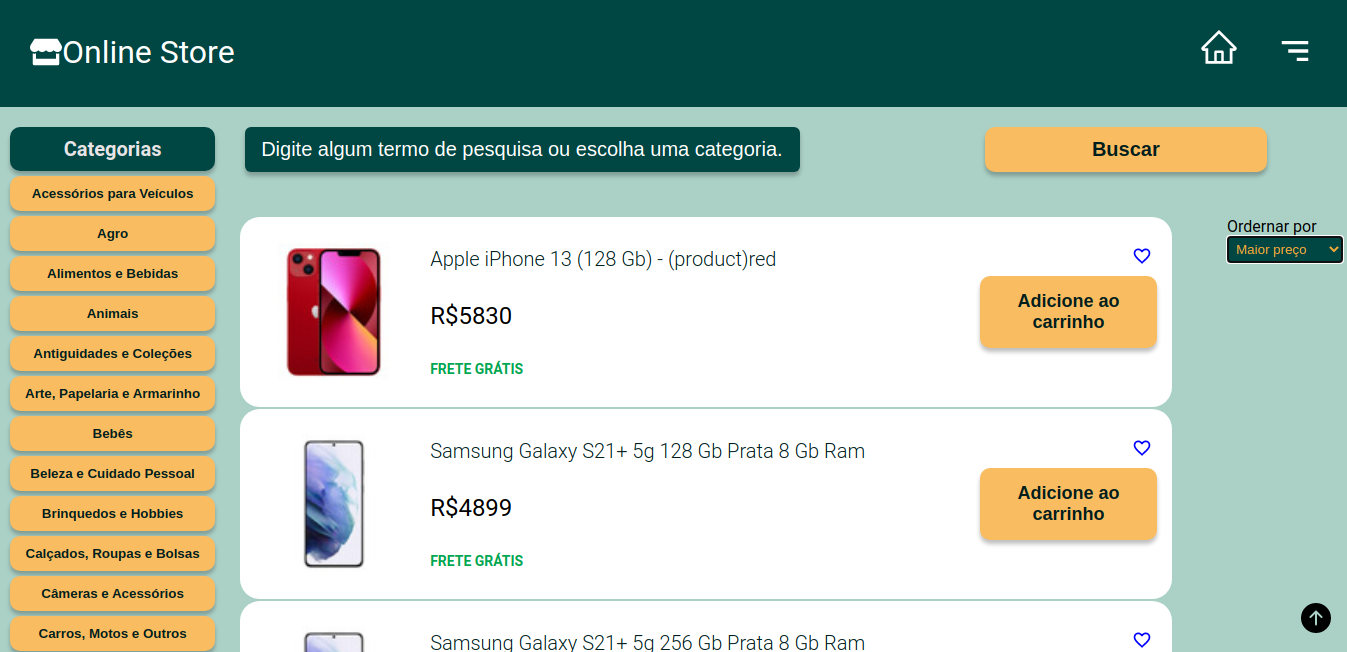 Online Store
Categorias
Digite algum termo de pesquisa ou escolha uma categoria.
Buscar
Acessórios para Veículos
Agro
Alimentos e Bebidas
Animais
Antiguidades e Coleções
Arte, Papelaria e Armarinho
Bebês
Beleza e Cuidado Pessoal
Brinquedos e Hobbies
Calçados, Roupas e Bolsas
Câmeras e Acessórios
Carros, Motos e Outros
Ordernar por
Maior preço
Apple iPhone 13 (128 Gb) - (product)red
R$5830
FRETE GRÁTIS
Adicione ao
carrinho
Samsung Galaxy S21+ 5g 128 Gb Prata 8 Gb Ram
R$4899
FRETE GRÁTIS
Adicione ao
carrinho
Samsung Galaxy S21+ 5g 256 Gb Prata 8 Gb Ram